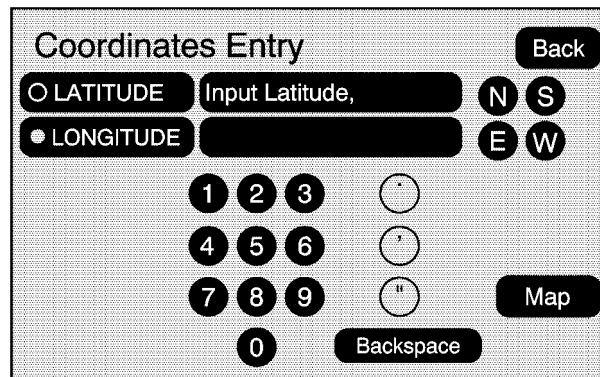 Coordinates Entry Back
LATITUDE Input Latitude, N S
LONGITUDE E W
1 2 3 .
4 5 6 '
7 8 9 " Map
0 Backspace